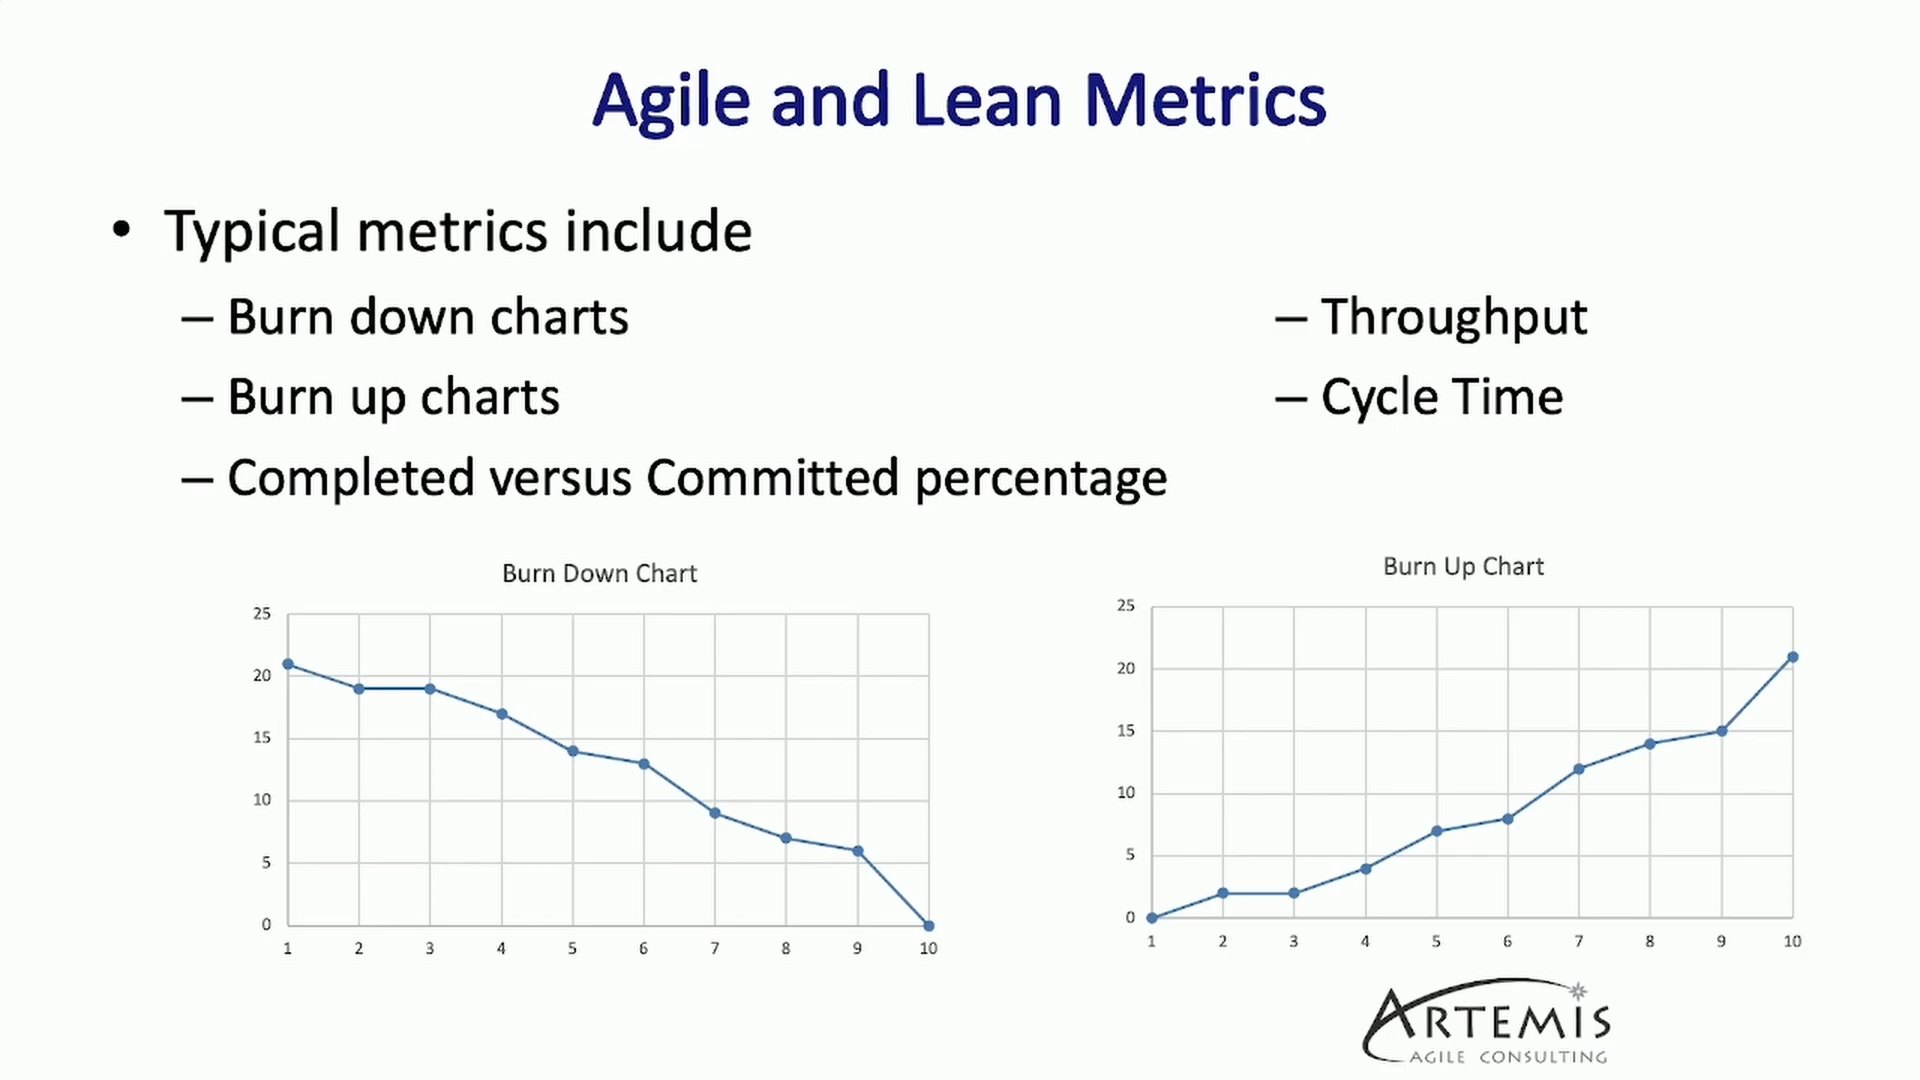 Agile and Lean Metrics
• Typical metrics include
– Burn down charts
– Burn up charts
– Completed versus Committed percentage
– Throughput
– Cycle Time
Burn Down Chart
25
20
15
10
5
0
1 2 3 4 5 6 7 8 9 10
Burn Up Chart
25
20
15
10
5
0
1 2 3 4 5 6 7 8 9 10
ARTEMIS
AGILE CONSULTING